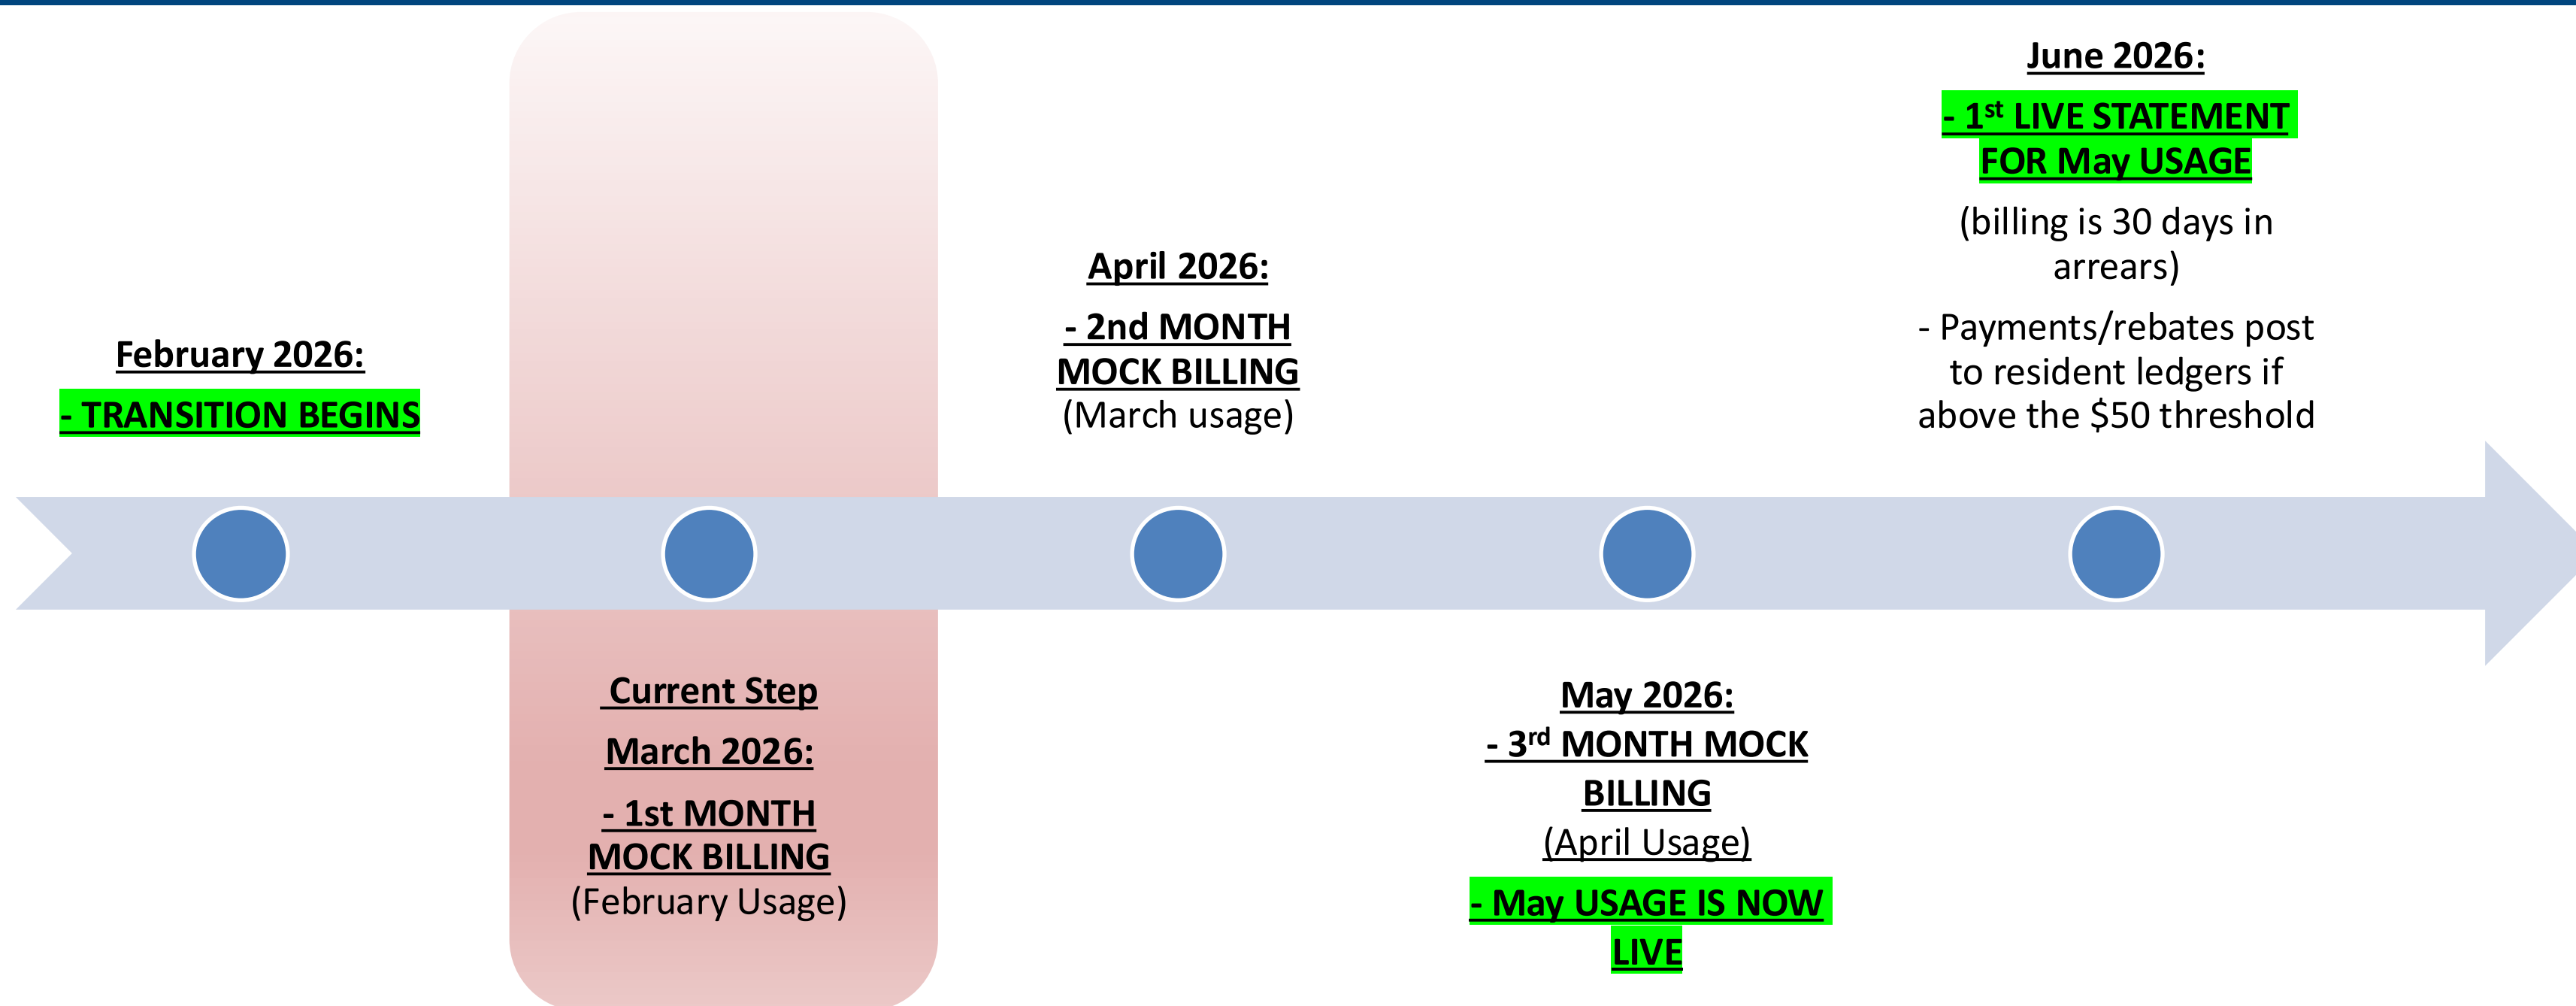 February 2026:
- TRANSITION BEGINS
Current Step
March 2026:
- 1st MONTH
MOCK BILLING
(February Usage)
April 2026:
- 2nd MONTH
MOCK BILLING
(March usage)
May 2026:
- 3rd MONTH MOCK
BILLING
(April Usage)
- May USAGE IS NOW
LIVE
June 2026:
- 1st LIVE STATEMENT
FOR May USAGE
(billing is 30 days in
arrears)
- Payments/rebates post
to resident ledgers if
above the $50 threshold